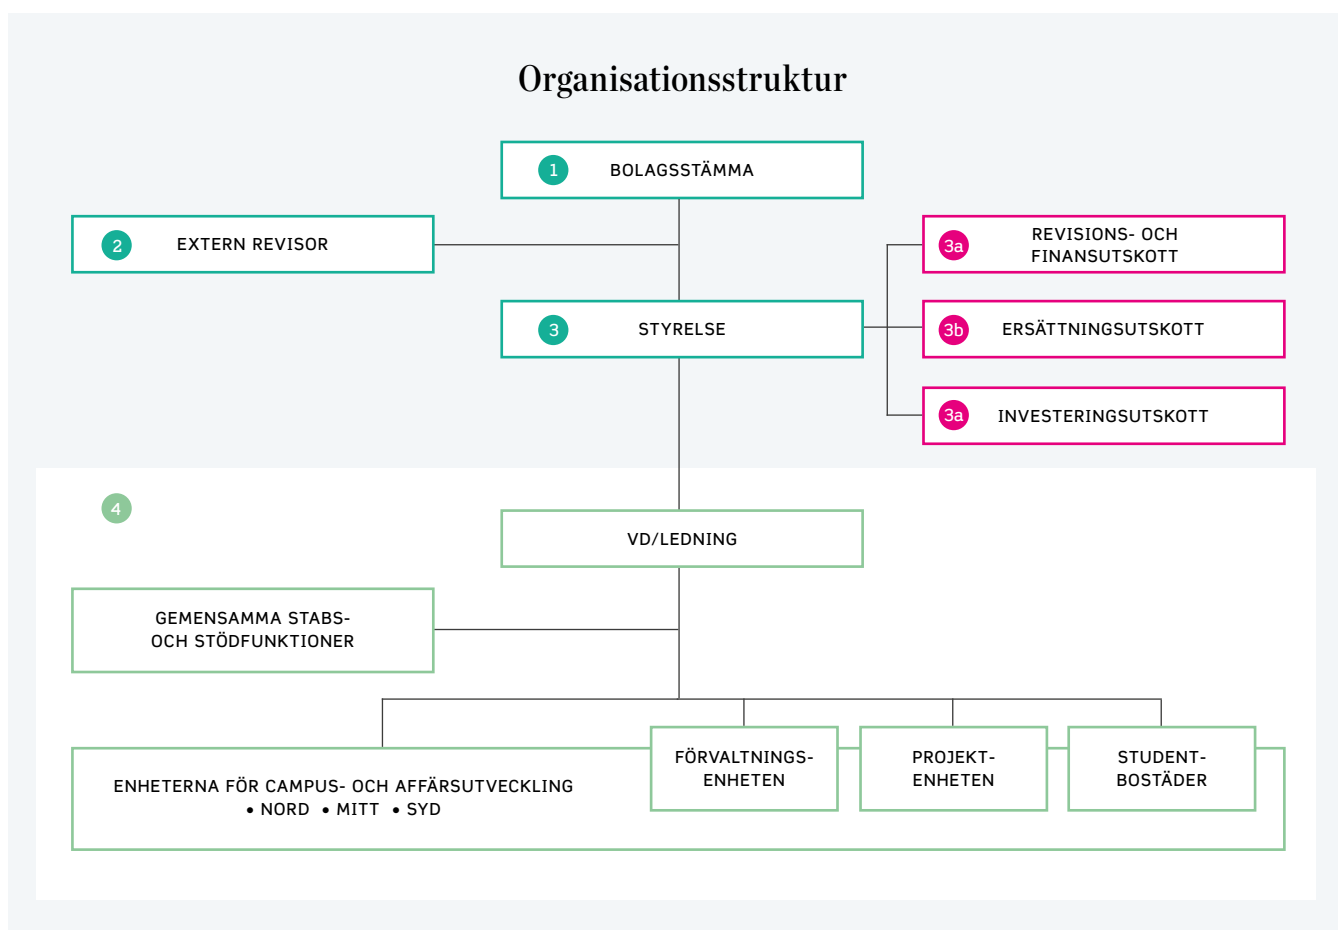 Organisationsstruktur
1 BOLAGSSTÄMMA
2 EXTERN REVISOR
3a REVISIONS- OCH
FINANSUTSKOTT
3 STYRELSE
3b ERSÄTTNINGSUTSKOTT
3a INVESTERINGSUTSKOTT
4
VD/LEDNING
GEMENSAMMA STABS-
OCH STÖDFUNKTIONER
ENHETERNA FÖR CAMPUS- OCH AFFÄRSUTVECKLING
• NORD • MITT • SYD
FÖRVALTNINGS-
ENHETEN
PROJEKT-
ENHETEN
STUDENT-
BOSTÄDER